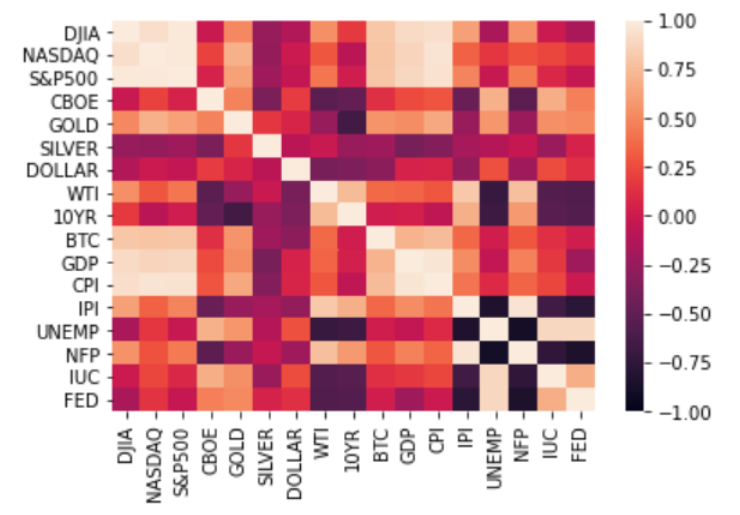 DJIA
NASDAQ
S&P500
CBOE
GOLD
SILVER
DOLLAR
WTI
10YR
BTC
GDP
CPI
IPI
UNEMP
NFP
IUC
FED
DJIA NASDAQ S&P500 CBOE GOLD SILVER DOLLAR WTI 10YR BTC GDP CPI IPI UNEMP NFP IUC FED
1.00
0.75
0.50
0.25
0.00
−0.25
−0.50
−0.75
−1.00